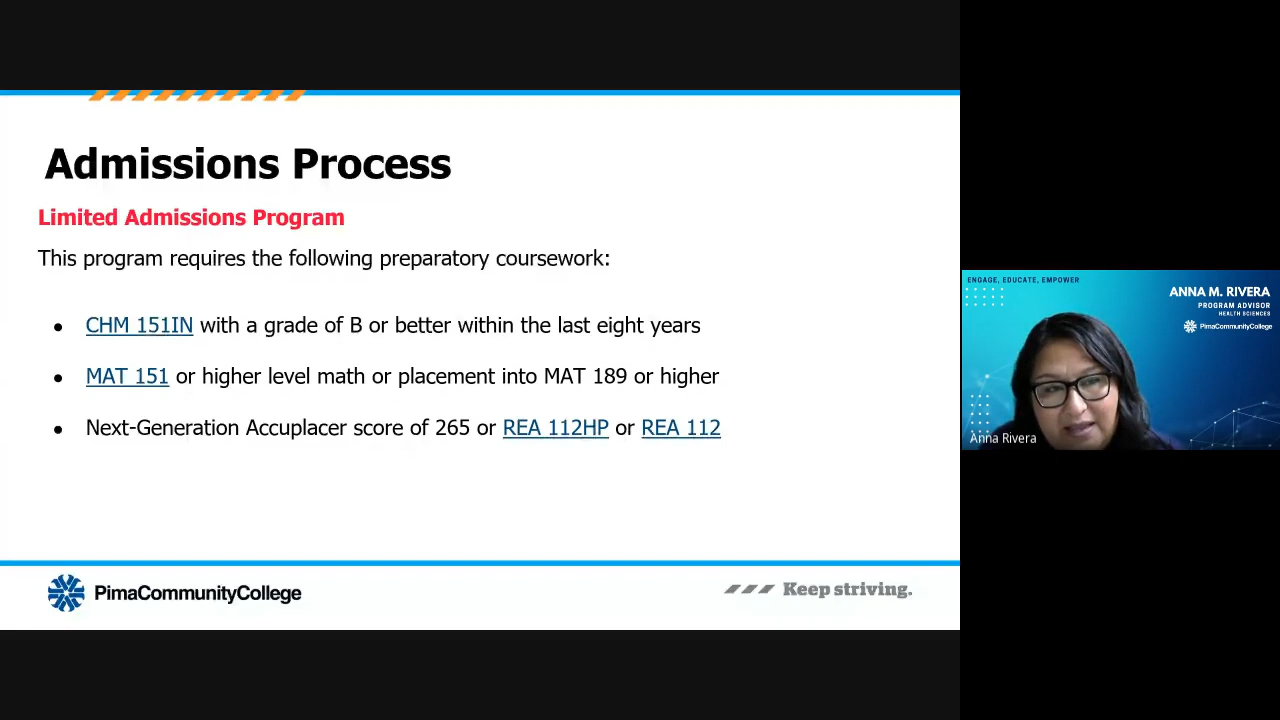 Admissions Process
Limited Admissions Program
This program requires the following preparatory coursework:
● CHM 151IN with a grade of B or better within the last eight years
● MAT 151 or higher level math or placement into MAT 189 or higher
● Next-Generation Accuplacer score of 265 or REA 112HP or REA 112
PimaCommunityCollege
Keep striving.
ENGAGE, EDUCATE, EMPOWER
ANNA M. RIVERA
PROGRAM ADVISOR
HEALTH SCIENCES
PimaCommunityCollege
Anna Rivera